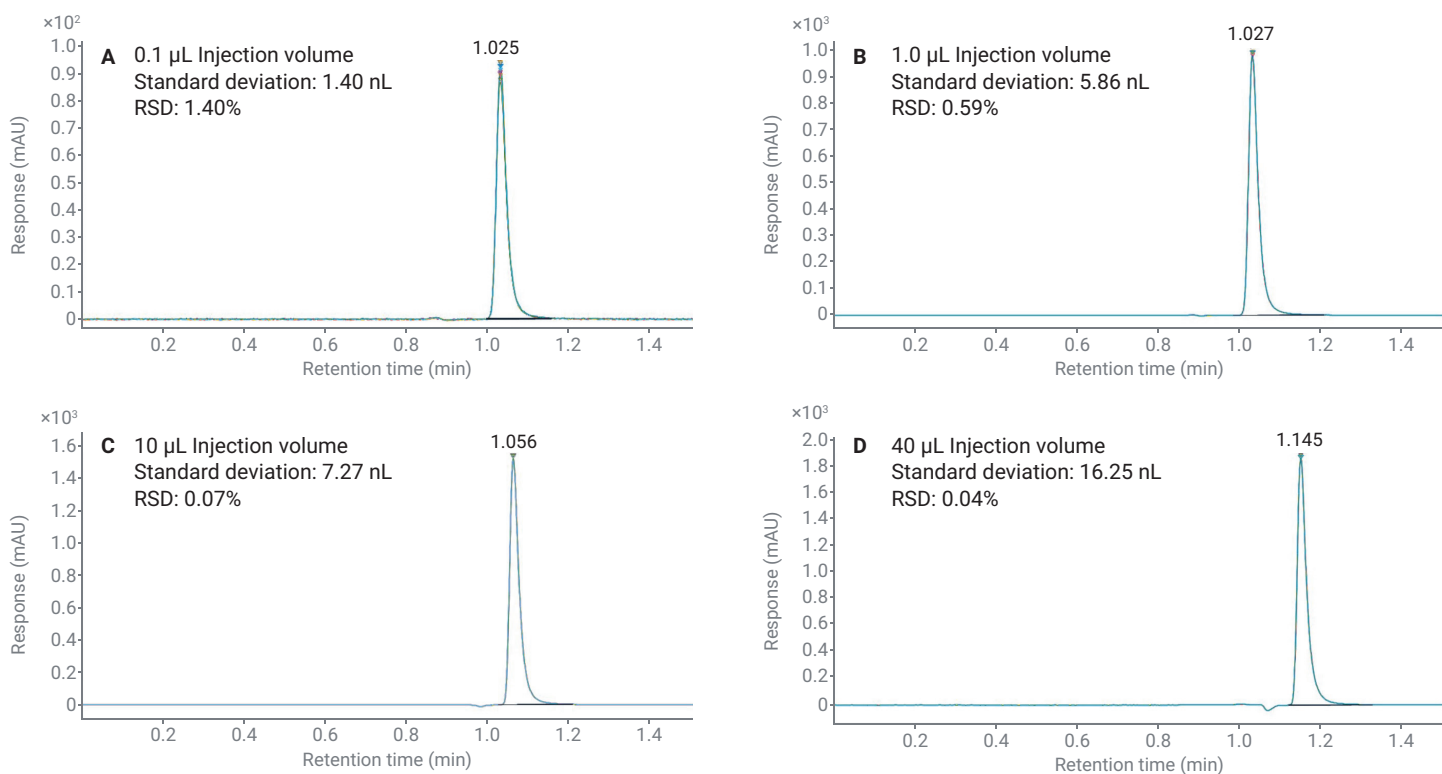 ×10²
A 0.1 µL Injection volume
Standard deviation: 1.40 nL
RSD: 1.40%
1.025
Response (mAU)
1.0
0.9
0.8
0.7
0.6
0.5
0.4
0.3
0.2
0.1
0
0.2 0.4 0.6 0.8 1.0 1.2 1.4
Retention time (min)
×10³
B 1.0 µL Injection volume
Standard deviation: 5.86 nL
RSD: 0.59%
1.027
Response (mAU)
1.0
0.9
0.8
0.7
0.6
0.5
0.4
0.3
0.2
0.1
0
0.2 0.4 0.6 0.8 1.0 1.2 1.4
Retention time (min)
×10³
C 10 µL Injection volume
Standard deviation: 7.27 nL
RSD: 0.07%
1.056
Response (mAU)
1.6
1.4
1.2
1.0
0.8
0.6
0.4
0.2
0
0.2 0.4 0.6 0.8 1.0 1.2 1.4
Retention time (min)
×10³
D 40 µL Injection volume
Standard deviation: 16.25 nL
RSD: 0.04%
1.145
Response (mAU)
2.0
1.8
1.6
1.4
1.2
1.0
0.8
0.6
0.4
0.2
0
0.2 0.4 0.6 0.8 1.0 1.2 1.4
Retention time (min)